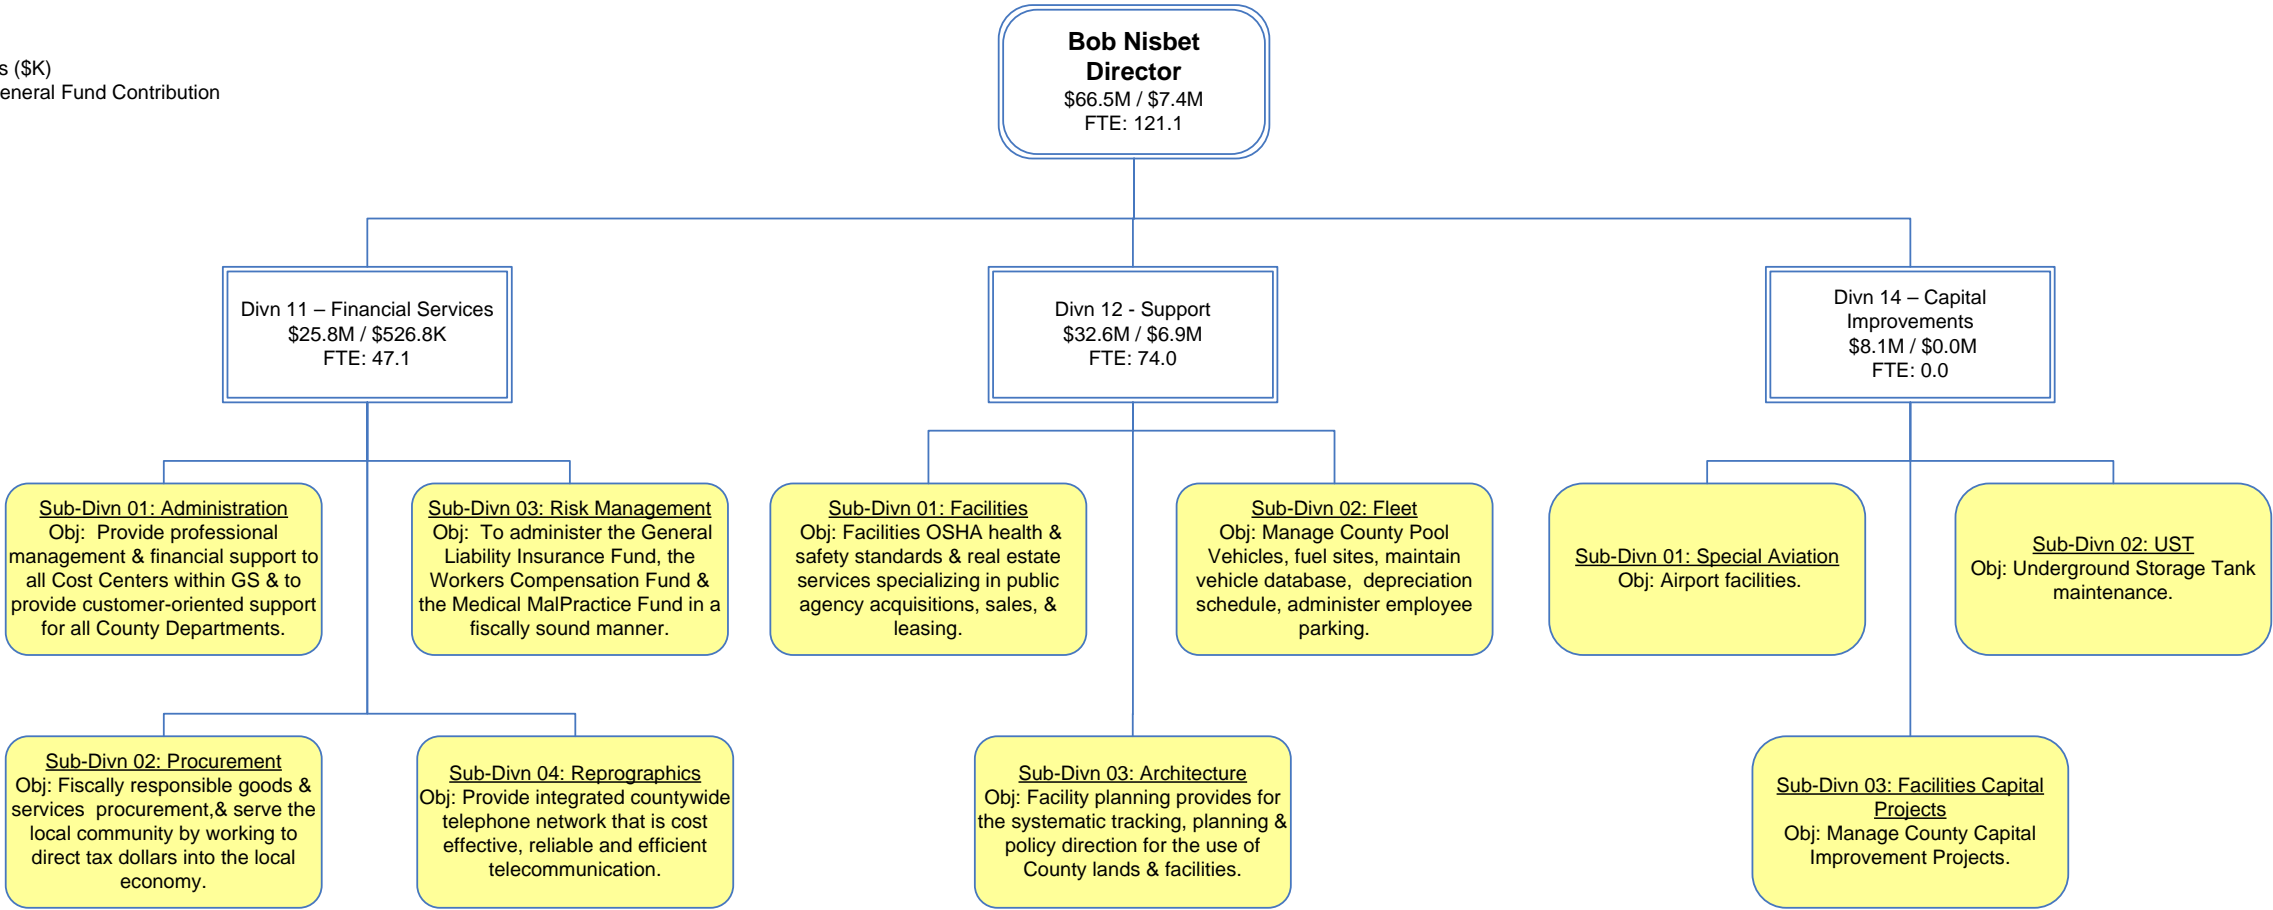 s ($K)
eneral Fund Contribution
Bob Nisbet
Director
$66.5M / $7.4M
FTE: 121.1
Divn 11 – Financial Services
$25.8M / $526.8K
FTE: 47.1
Divn 12 - Support
$32.6M / $6.9M
FTE: 74.0
Divn 14 – Capital
Improvements
$8.1M / $0.0M
FTE: 0.0
Sub-Divn 01: Administration
Obj:  Provide professional
management & financial support to
all Cost Centers within GS & to
provide customer-oriented support
for all County Departments.
Sub-Divn 03: Risk Management
Obj:  To administer the General
Liability Insurance Fund, the
Workers Compensation Fund &
the Medical MalPractice Fund in a
fiscally sound manner.
Sub-Divn 01: Facilities
Obj: Facilities OSHA health &
safety standards & real estate
services specializing in public
agency acquisitions, sales, &
leasing.
Sub-Divn 02: Fleet
Obj: Manage County Pool
Vehicles, fuel sites, maintain
vehicle database,  depreciation
schedule, administer employee
parking.
Sub-Divn 01: Special Aviation
Obj: Airport facilities.
Sub-Divn 02: UST
Obj: Underground Storage Tank
maintenance.
Sub-Divn 02: Procurement
Obj: Fiscally responsible goods &
services  procurement,& serve the
local community by working to
direct tax dollars into the local
economy.
Sub-Divn 04: Reprographics
Obj: Provide integrated countywide
telephone network that is cost
effective, reliable and efficient
telecommunication.
Sub-Divn 03: Architecture
Obj: Facility planning provides for
the systematic tracking, planning &
policy direction for the use of
County lands & facilities.
Sub-Divn 03: Facilities Capital
Projects
Obj: Manage County Capital
Improvement Projects.